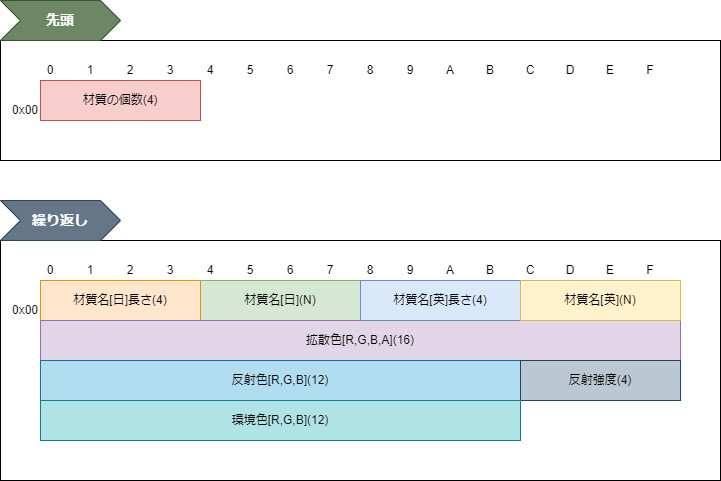 先頭
0 1 2 3 4 5 6 7 8 9 A B C D E F
0x00 材質の個数(4)
繰り返し
0 1 2 3 4 5 6 7 8 9 A B C D E F
0x00 材質名[日]長さ(4) 材質名[日](N) 材質名[英]長さ(4) 材質名[英](N)
拡散色[R,G,B,A](16)
反射色[R,G,B](12) 反射強度(4)
環境色[R,G,B](12)